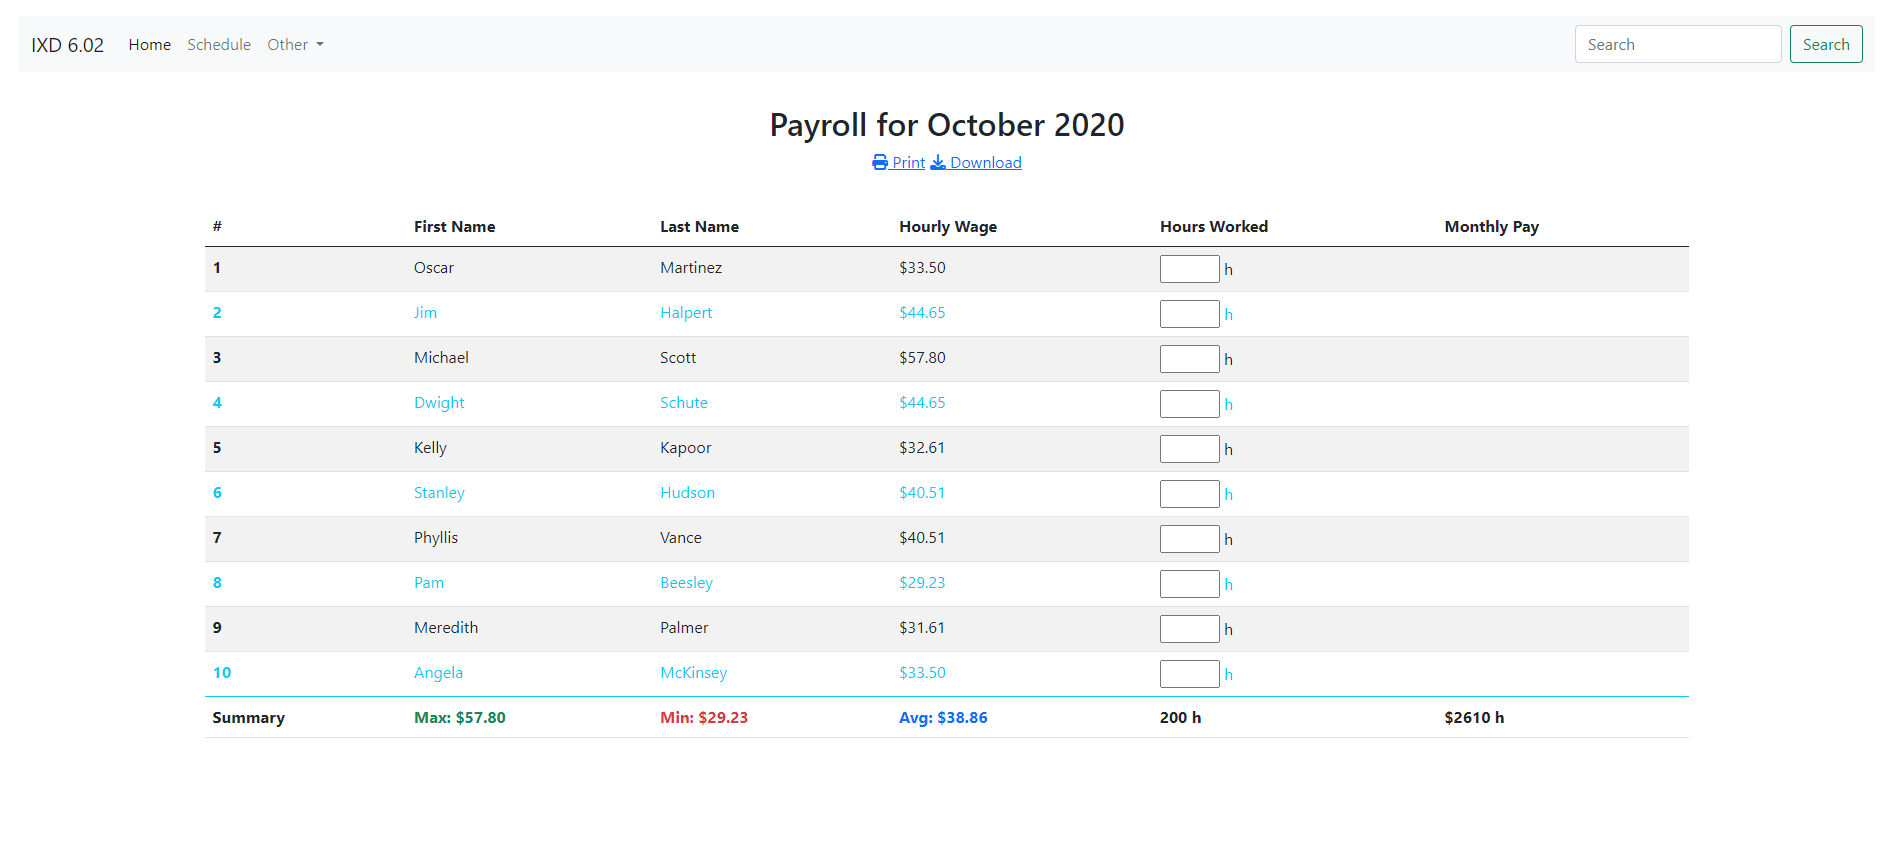 IXD 6.02 Home Schedule Other Search Search
Payroll for October 2020
Print Download
# First Name Last Name Hourly Wage Hours Worked Monthly Pay
1 Oscar Martinez $33.50 h
2 Jim Halpert $44.65 h
3 Michael Scott $57.80 h
4 Dwight Schute $44.65 h
5 Kelly Kapoor $32.61 h
6 Stanley Hudson $40.51 h
7 Phyllis Vance $40.51 h
8 Pam Beesley $29.23 h
9 Meredith Palmer $31.61 h
10 Angela McKinsey $33.50 h
Summary Max: $57.80 Min: $29.23 Avg: $38.86 200 h $2610 h